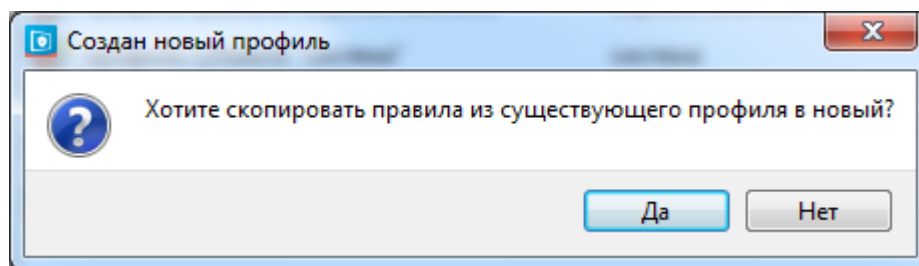 Создан новый профиль
Хотите скопировать правила из существующего профиля в новый?
Да
Нет